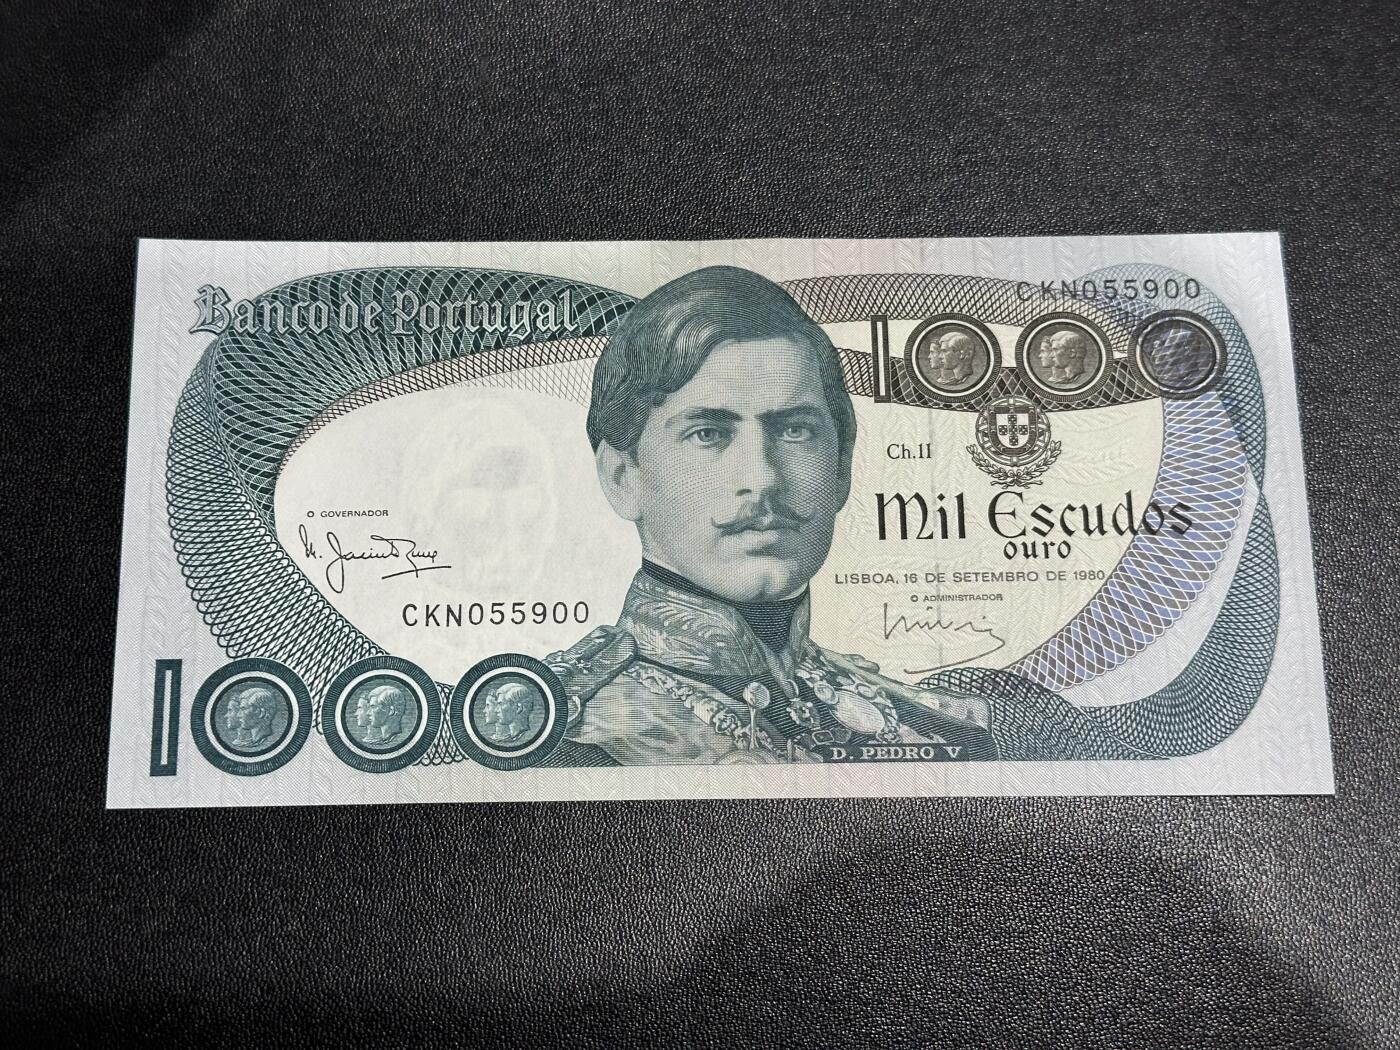 Banco de Portugal
CKN055900
1000
Ch.11
Mil Escudos
ouro
LISBOA, 16 DE SETEMBRO DE 1980
O ADMINISTRADOR
O GOVERNADOR
CKN055900
1000
D. PEDRO V